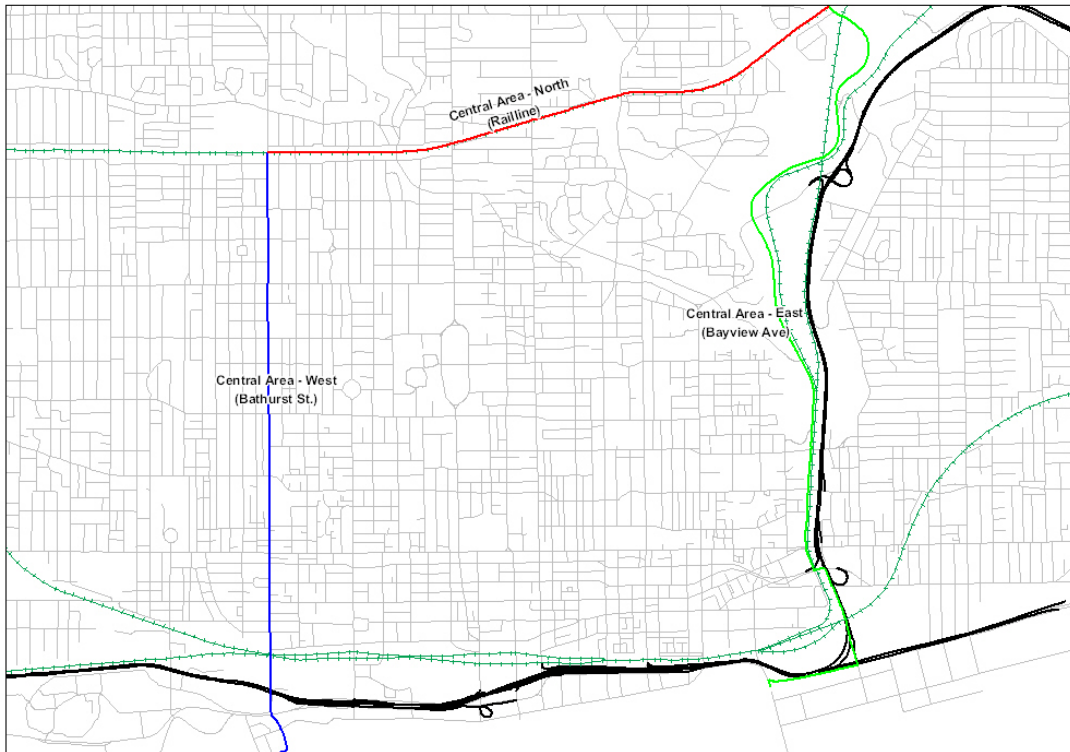 Central Area - North
(Railline)
Central Area - East
(Bayview Ave)
Central Area - West
(Bathurst St.)